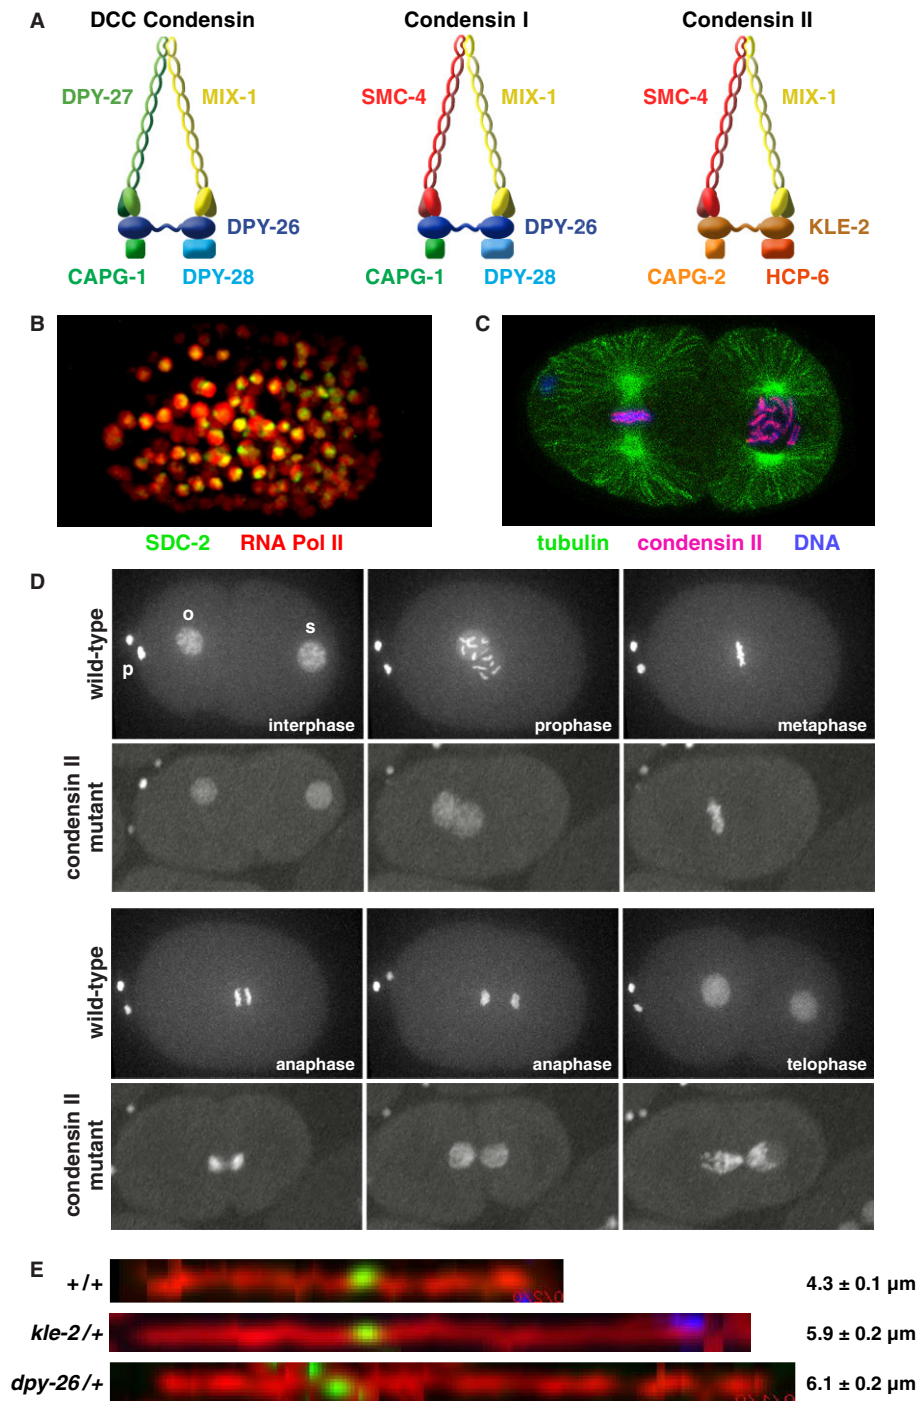 A
DCC Condensin
Condensin I
Condensin II
DPY-27
MIX-1
SMC-4
MIX-1
SMC-4
MIX-1
DPY-26
DPY-26
KLE-2
CAPG-1
DPY-28
CAPG-1
DPY-28
CAPG-2
HCP-6
B
C
SDC-2 RNA Pol II
tubulin condensin II DNA
D
wild-type
o
s
p
interphase
prophase
metaphase
condensin II
mutant
wild-type
anaphase
anaphase
telophase
condensin II
mutant
E
+/+
4.3 ± 0.1 µm
kle-2/+
5.9 ± 0.2 µm
dpy-26/+
6.1 ± 0.2 µm